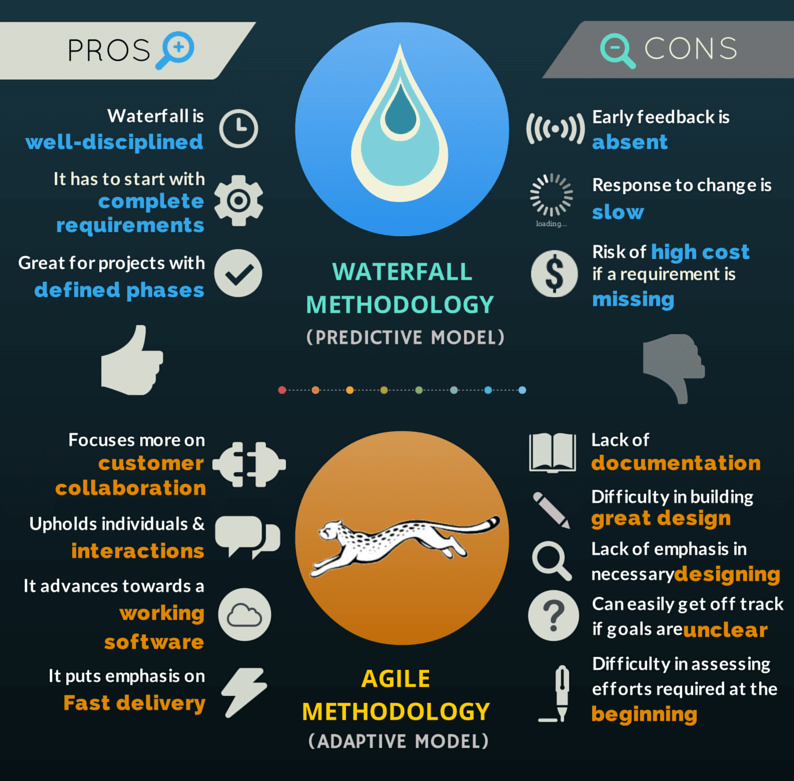 PROS
CONS
Waterfall is
well-disciplined
It has to start with
complete
requirements
Great for projects with
defined phases
WATERFALL
METHODOLOGY
(PREDICTIVE MODEL)
Early feedback is
absent
Response to change is
loading...
slow
$
Risk of high cost
if a requirement is
missing
Focuses more on
customer
collaboration
Upholds individuals &
interactions
It advances towards a
working
software
It puts emphasis on
Fast delivery
AGILE
METHODOLOGY
(ADAPTIVE MODEL)
Lack of
documentation
Difficulty in building
great design
Lack of emphasis in
necessarydesigning
?
Can easily get off track
if goals areunclear
Difficulty in assessing
efforts required at the
beginning